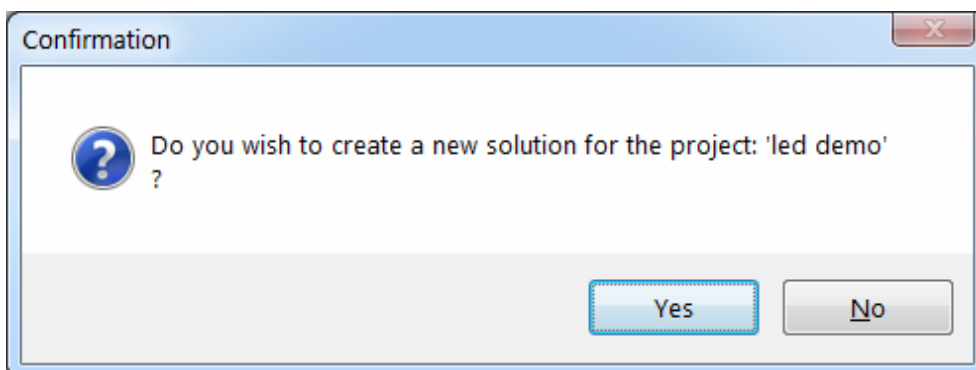 Confirmation
Do you wish to create a new solution for the project: 'led demo'
?
Yes
No